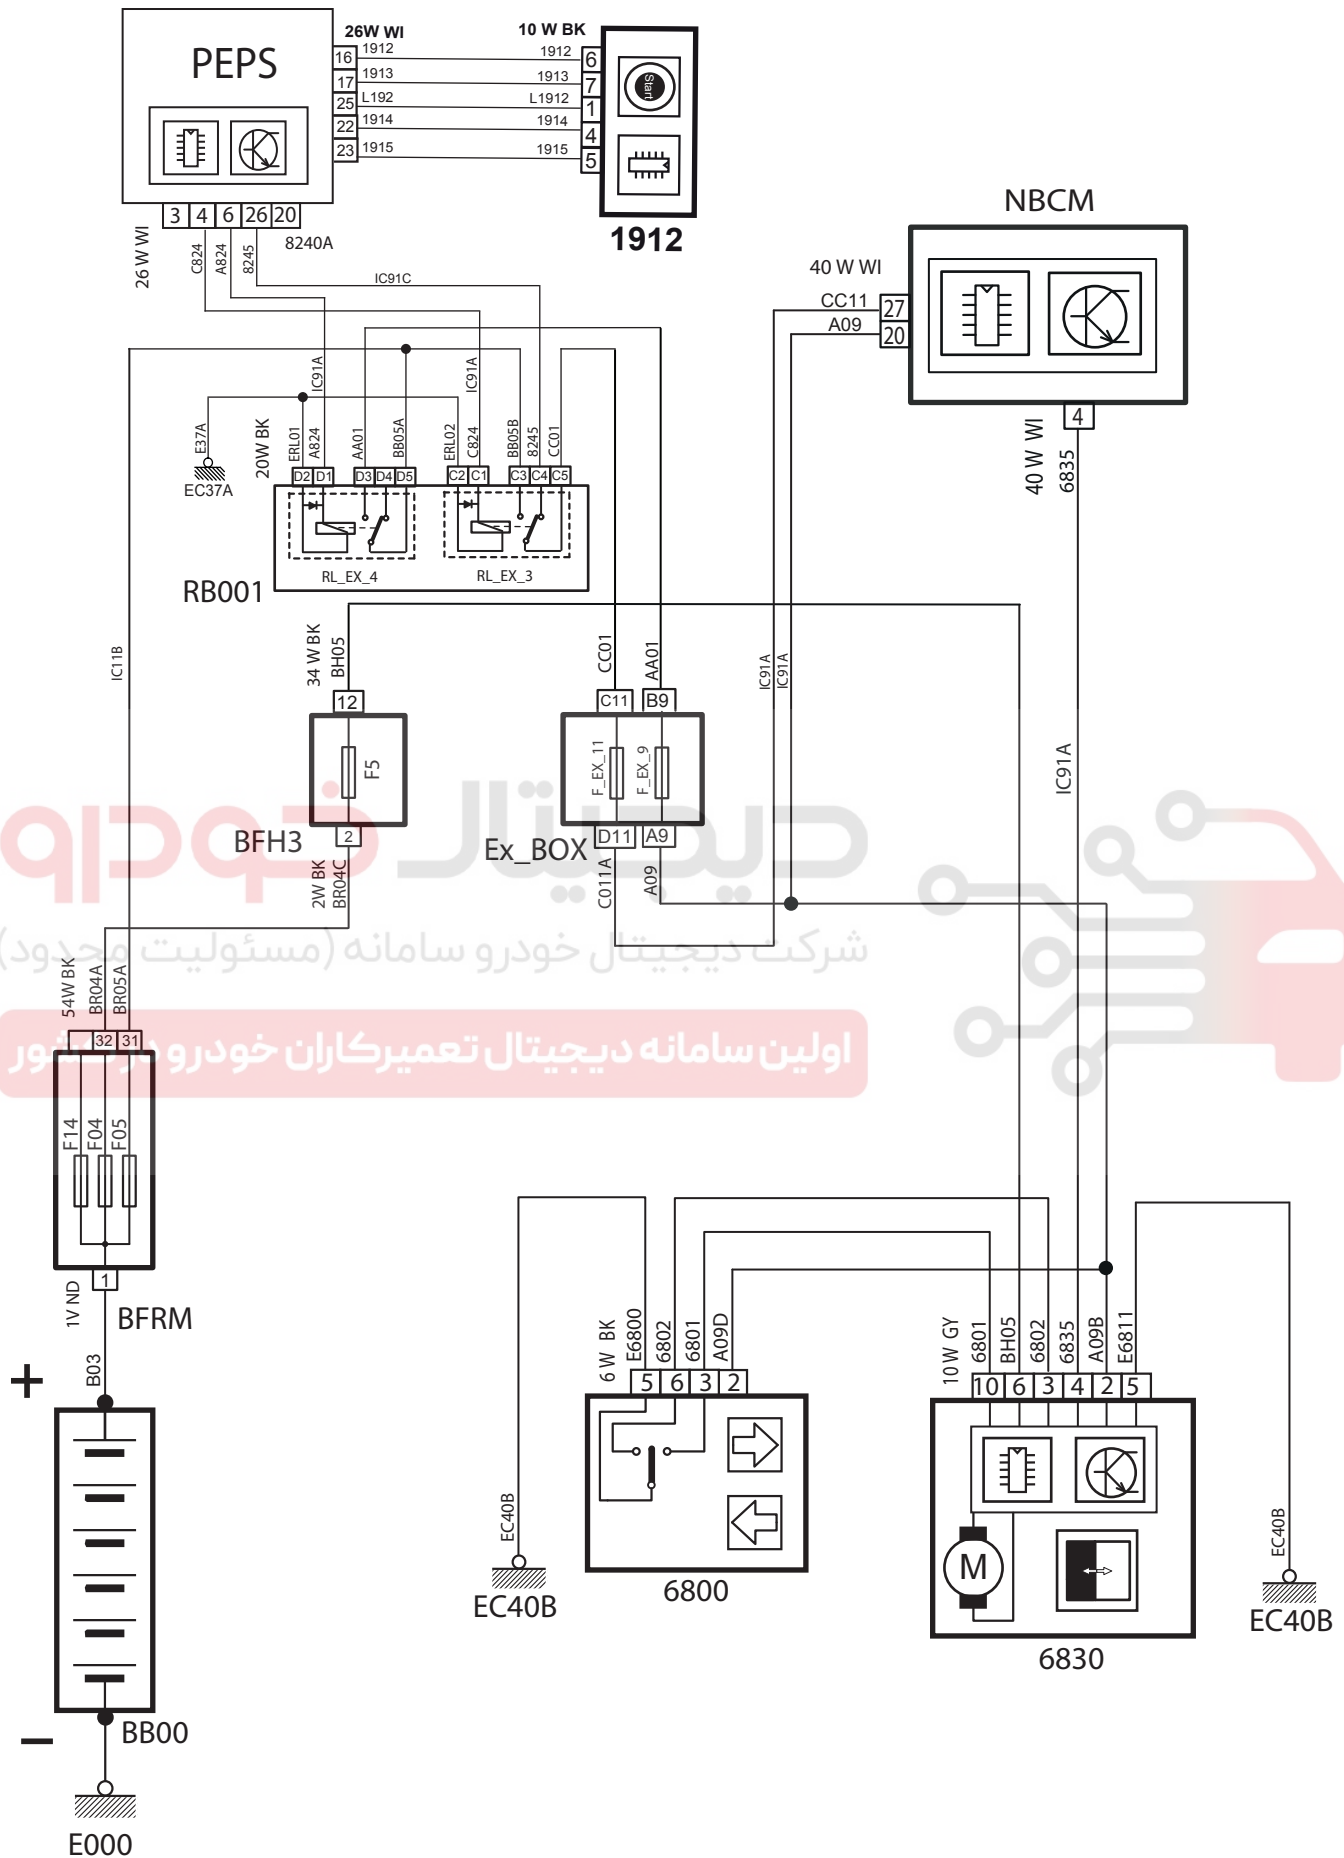 PEPS
26W WI
10 W BK
16 1912 1912 6
17 1913 1913 7
25 L192 L1912 1
22 1914 1914 4
23 1915 1915 5
Start
1912
3 4 6 26 20
26 W WI
C824
A824
8245
8240A
IC91C
NBCM
40 W WI
CC11 27
A09 20
4
40 W WI
6835
IC91A
IC91A
E37A
EC37A
20W BK
ERL01
A824
AA01
BB05A
ERL02
C824
BB05B
8245
CC01
D2 D1 D3 D4 D5 C2 C1 C3 C4 C5
RL_EX_4
RL_EX_3
RB001
IC11B
34 W BK
BH05
CC01
AA01
IC91A
IC91A
12
C11 B9
F5
F_EX_11
F_EX_9
IC91A
BFH3
2
Ex_BOX
D11 A9
2W BK
BR04C
C011A
A09
دیجیتال خودرو
شرکت دیجیتال خودرو سامانه (مسئولیت محدود)
اولین سامانه دیجیتال تعمیرکاران خودرو در کشور
54W BK
BR04A
BR05A
32 31
F14
F04
F05
1
1V ND
BFRM
B03
+
−
BB00
E000
6 W BK
E6800
6802
6801
A09D
5 6 3 2
EC40B
EC40B
6800
10 W GY
6801
BH05
6802
6835
A09B
E6811
10 6 3 4 2 5
M
6830
EC40B
EC40B